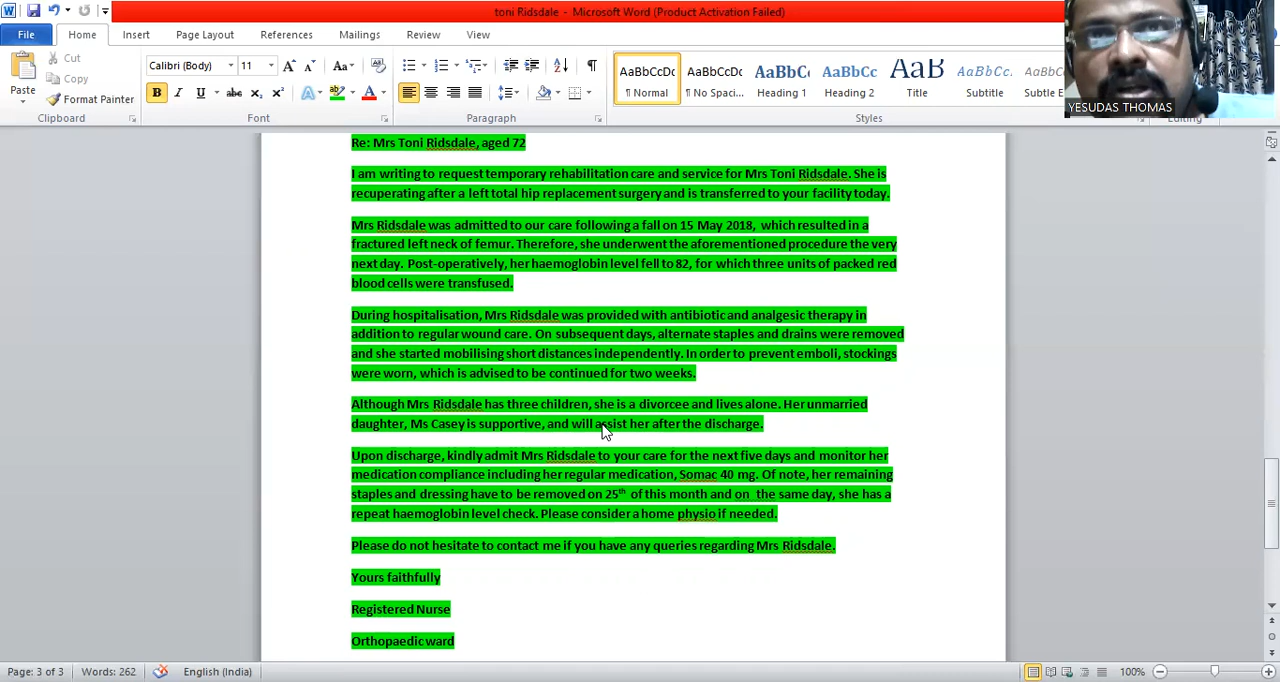 toni Ridsdale - Microsoft Word (Product Activation Failed)
File Home Insert Page Layout References Mailings Review View
Paste
Cut
Copy
Format Painter
Clipboard
Calibri (Body) 11
Font
Paragraph
AaBbCcDc AaBbCcDc AaBbCc AaBbCc AaB AaBbCc. AaBbCc
¶ Normal ¶ No Spaci... Heading 1 Heading 2 Title Subtitle Subtle E
Styles
Editing
YESUDAS THOMAS
Re: Mrs Toni Ridsdale, aged 72
I am writing to request temporary rehabilitation care and service for Mrs Toni Ridsdale. She is
recuperating after a left total hip replacement surgery and is transferred to your facility today.
Mrs Ridsdale was admitted to our care following a fall on 15 May 2018, which resulted in a
fractured left neck of femur. Therefore, she underwent the aforementioned procedure the very
next day. Post-operatively, her haemoglobin level fell to 82, for which three units of packed red
blood cells were transfused.
During hospitalisation, Mrs Ridsdale was provided with antibiotic and analgesic therapy in
addition to regular wound care. On subsequent days, alternate staples and drains were removed
and she started mobilising short distances independently. In order to prevent emboli, stockings
were worn, which is advised to be continued for two weeks.
Although Mrs Ridsdale has three children, she is a divorcee and lives alone. Her unmarried
daughter, Ms Casey is supportive, and will assist her after the discharge.
Upon discharge, kindly admit Mrs Ridsdale to your care for the next five days and monitor her
medication compliance including her regular medication, Somac 40 mg. Of note, her remaining
staples and dressing have to be removed on 25th of this month and on the same day, she has a
repeat haemoglobin level check. Please consider a home physio if needed.
Please do not hesitate to contact me if you have any queries regarding Mrs Ridsdale.
Yours faithfully
Registered Nurse
Orthopaedic ward
Page: 3 of 3 Words: 262 English (India) 100%